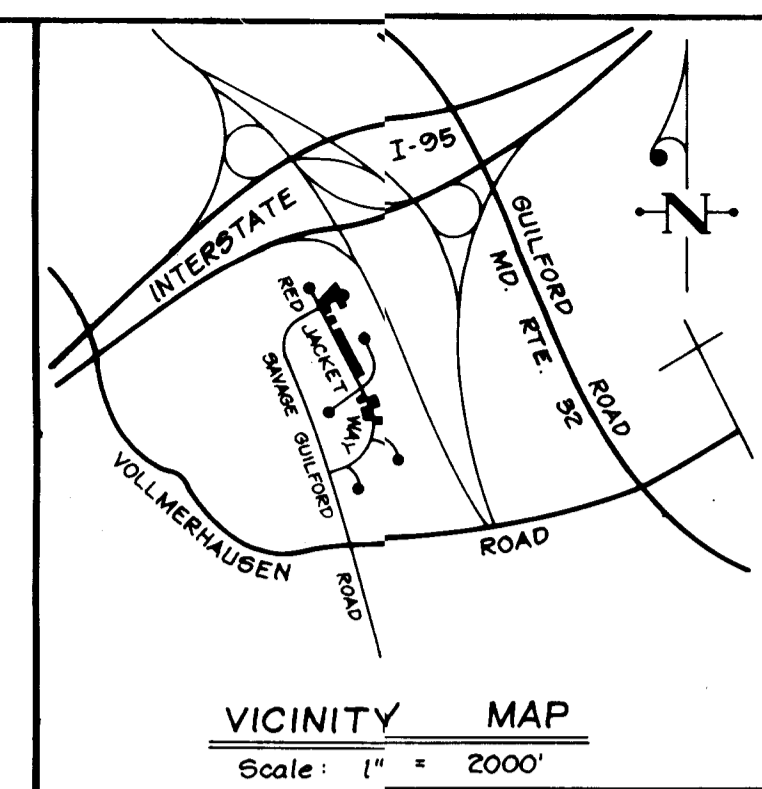 I-95
INTERSTATE
N
GUILFORD ROAD
MD. RTE. 32
RED JACKET WAY
SAVAGE GUILFORD ROAD
VOLLMERHAUSEN ROAD
VICINITY MAP
Scale: 1" = 2000'